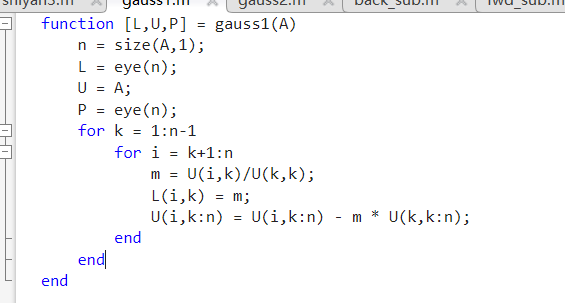 shiyan3.m gauss1.m gauss2.m back_sub.m fwd_sub.m
function [L,U,P] = gauss1(A)
n = size(A,1);
L = eye(n);
U = A;
P = eye(n);
for k = 1:n-1
for i = k+1:n
m = U(i,k)/U(k,k);
L(i,k) = m;
U(i,k:n) = U(i,k:n) - m * U(k,k:n);
end
end
end